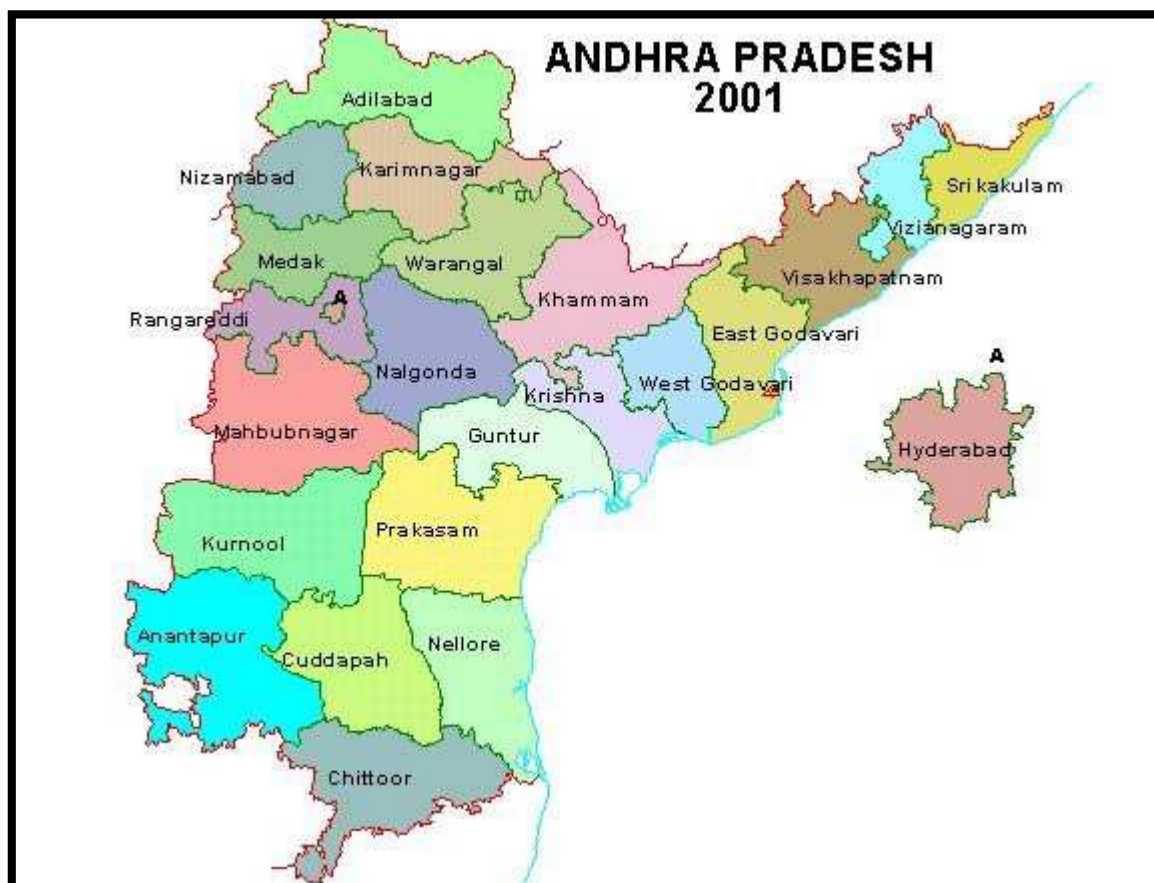 ANDHRA PRADESH
2001
Adilabad
Nizamabad
Karimnagar
Srikakulam
Vizianagaram
Medak
Warangal
Visakhapatnam
A
Khammam
Rangareddi
East Godavari
A
Nalgonda
Krishna
West Godavari
Mahbubnagar
Guntur
Hyderabad
Prakasam
Kurnool
Anantapur
Nellore
Cuddapah
Chittoor